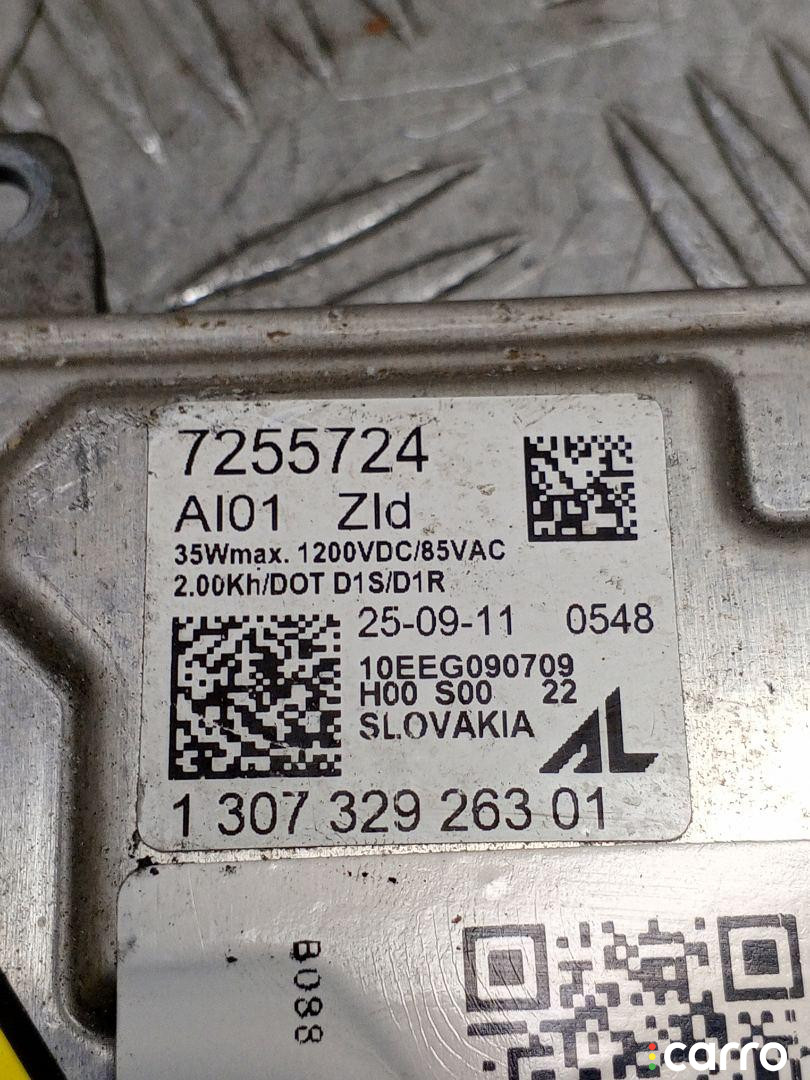 7255724
AI01 ZId
35Wmax. 1200VDC/85VAC
2.00Kh/DOT D1S/D1R
25-09-11 0548
10EEG090709
H00 S00 22
SLOVAKIA
AL
1 307 329 263 01
B088
carro